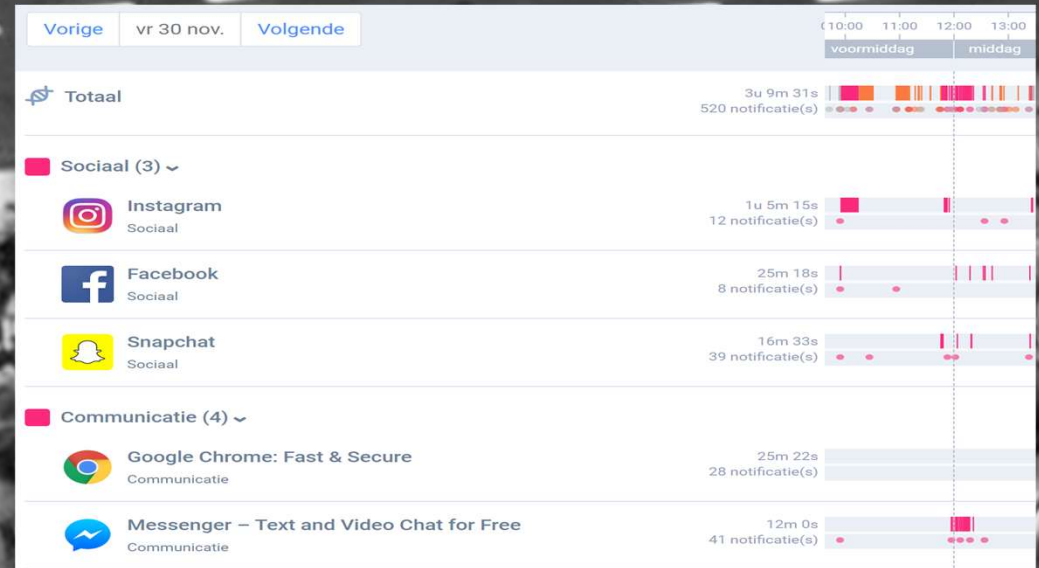 Vorige vr 30 nov. Volgende
10:00 11:00 12:00 13:00
voormiddag middag
Totaal
3u 9m 31s
520 notificatie(s)
Sociaal (3)
Instagram
Sociaal
1u 5m 15s
12 notificatie(s)
Facebook
Sociaal
25m 18s
8 notificatie(s)
Snapchat
Sociaal
16m 33s
39 notificatie(s)
Communicatie (4)
Google Chrome: Fast & Secure
Communicatie
25m 22s
28 notificatie(s)
Messenger – Text and Video Chat for Free
Communicatie
12m 0s
41 notificatie(s)